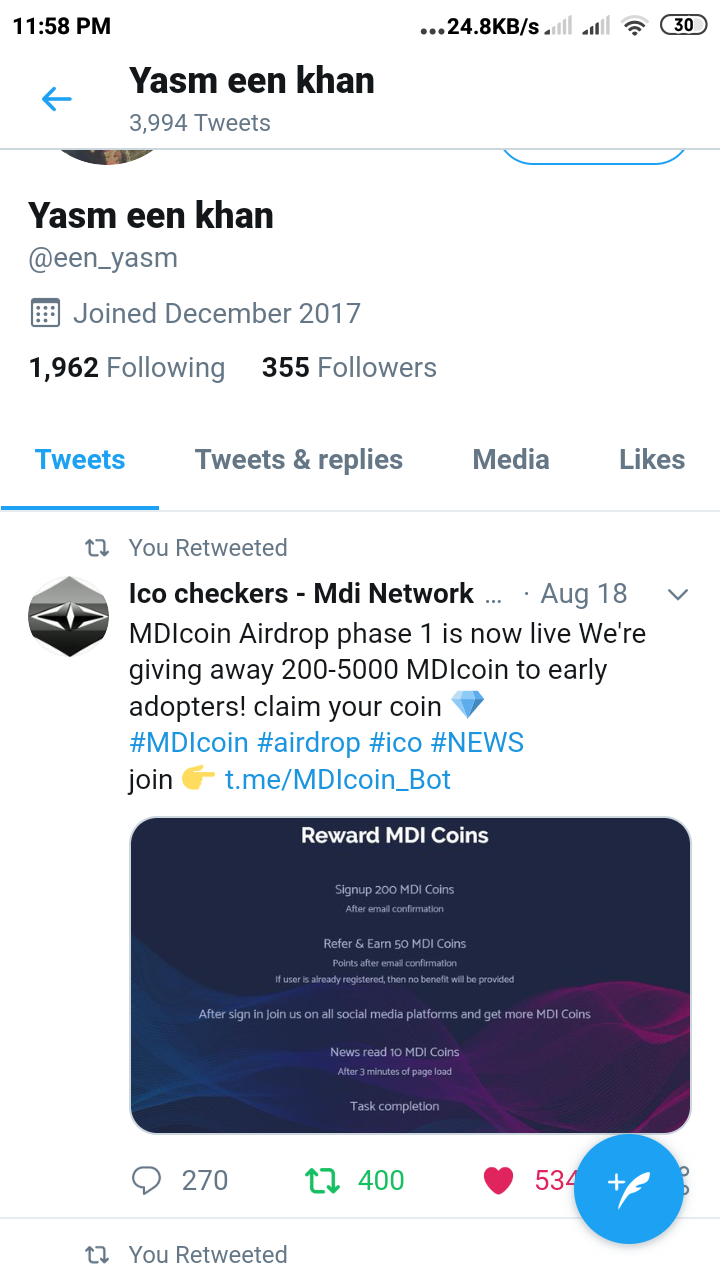 11:58 PM
...24.8KB/s
30
Yasm een khan
3,994 Tweets
Yasm een khan
@een_yasm
Joined December 2017
1,962 Following 355 Followers
Tweets Tweets & replies Media Likes
You Retweeted
Ico checkers - Mdi Network ... · Aug 18
MDIcoin Airdrop phase 1 is now live We're
giving away 200-5000 MDIcoin to early
adopters! claim your coin 💎
#MDIcoin #airdrop #ico #NEWS
join 👉 t.me/MDIcoin_Bot
Reward MDI Coins
Signup 200 MDI Coins
After email confirmation
Refer & Earn 50 MDI Coins
Points after email confirmation
If user is already registered, then no benefit will be provided
After sign in Join us on all social media platforms and get more MDI Coins
News read 10 MDI Coins
After 3 minutes of page load
Task completion
270 400 534
You Retweeted